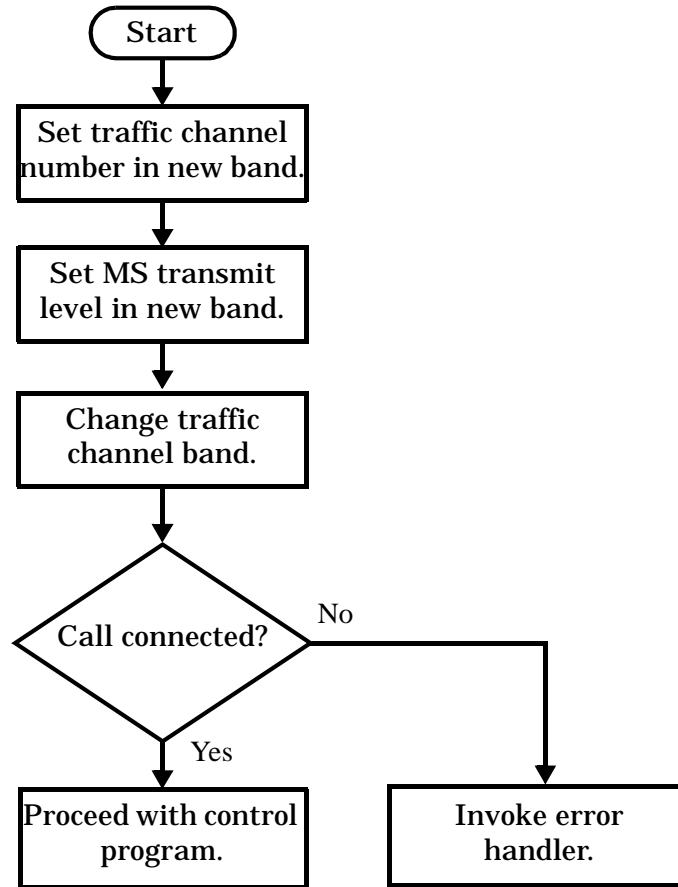 Start
Set traffic channel
number in new band.
Set MS transmit
level in new band.
Change traffic
channel band.
Call connected?
No
Yes
Proceed with control
program.
Invoke error
handler.